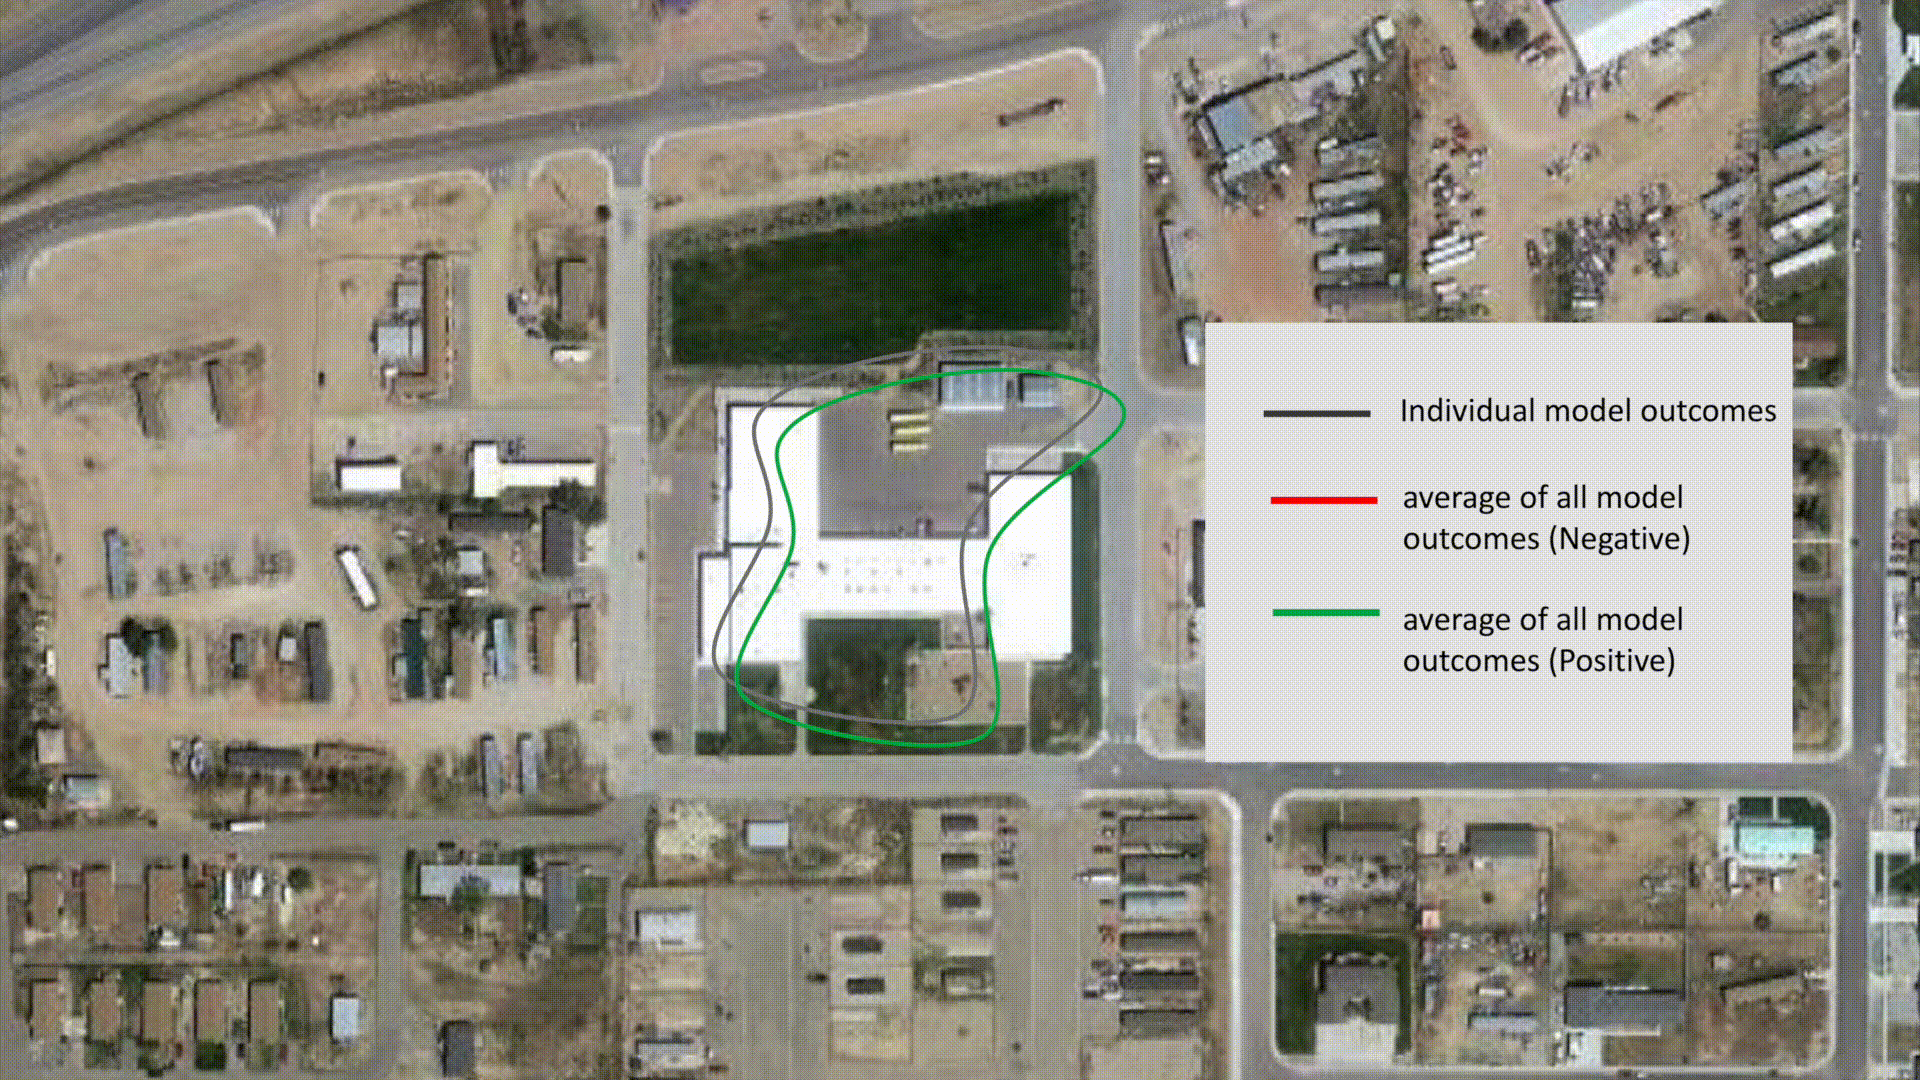 Individual model outcomes
average of all model
outcomes (Negative)
average of all model
outcomes (Positive)